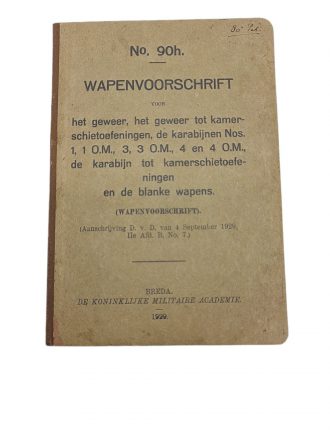 No. 90h.
WAPENVOORSCHRIFT
VOOR
het geweer, het geweer tot kamer-
schietoefeningen, de karabijnen Nos.
1, 1 O.M., 3, 3 O.M., 4 en 4 O.M.,
de karabijn tot kamerschietoefe-
ningen
en de blanke wapens.
(WAPENVOORSCHRIFT).
(Aanschrijving D. v. D. van 4 September 1929,
IIe Afd. B, No. 7.)
BREDA.
DE KONINKLIJKE MILITAIRE ACADEMIE.
1929.